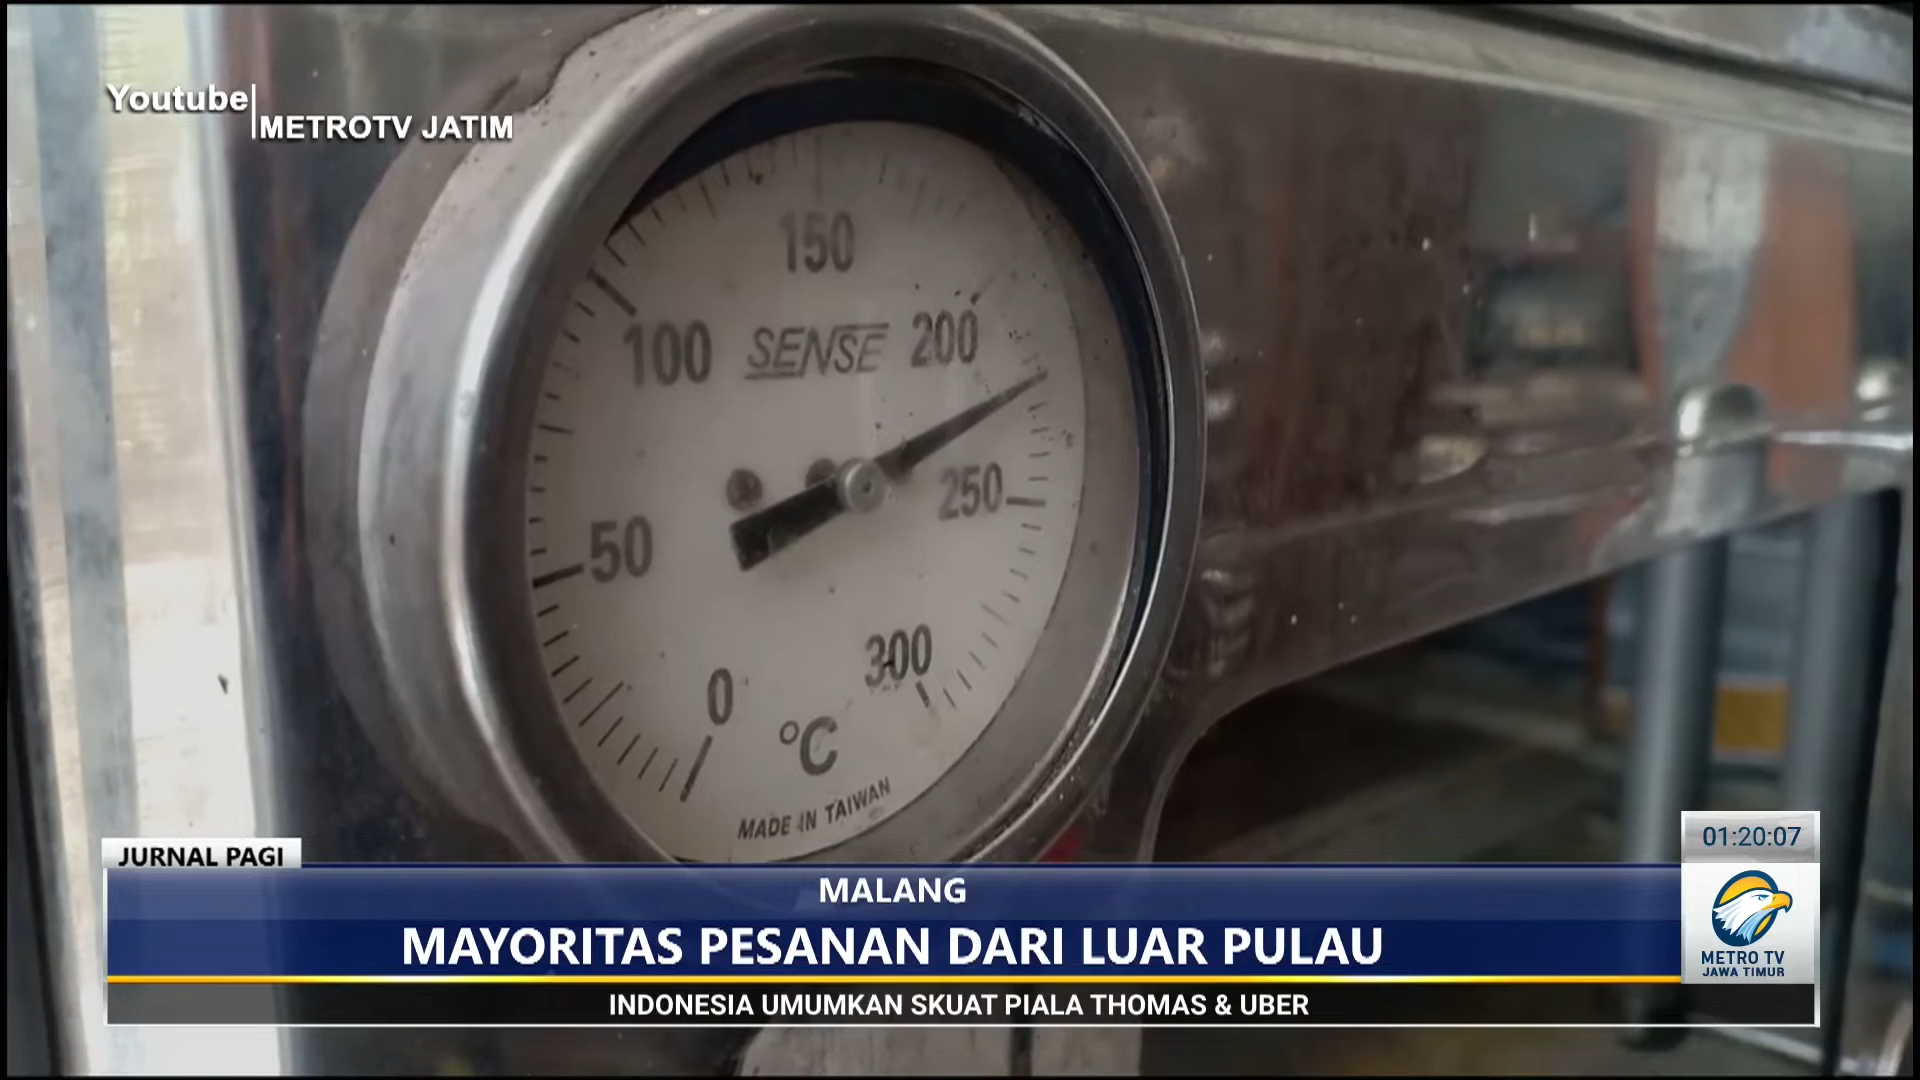 Youtube
METROTV JATIM
150
100
SENSE
200
250
50
300
0
°C
MADE IN TAIWAN
JURNAL PAGI
01:20:07
MALANG
MAYORITAS PESANAN DARI LUAR PULAU
METRO TV
JAWA TIMUR
INDONESIA UMUMKAN SKUAT PIALA THOMAS & UBER